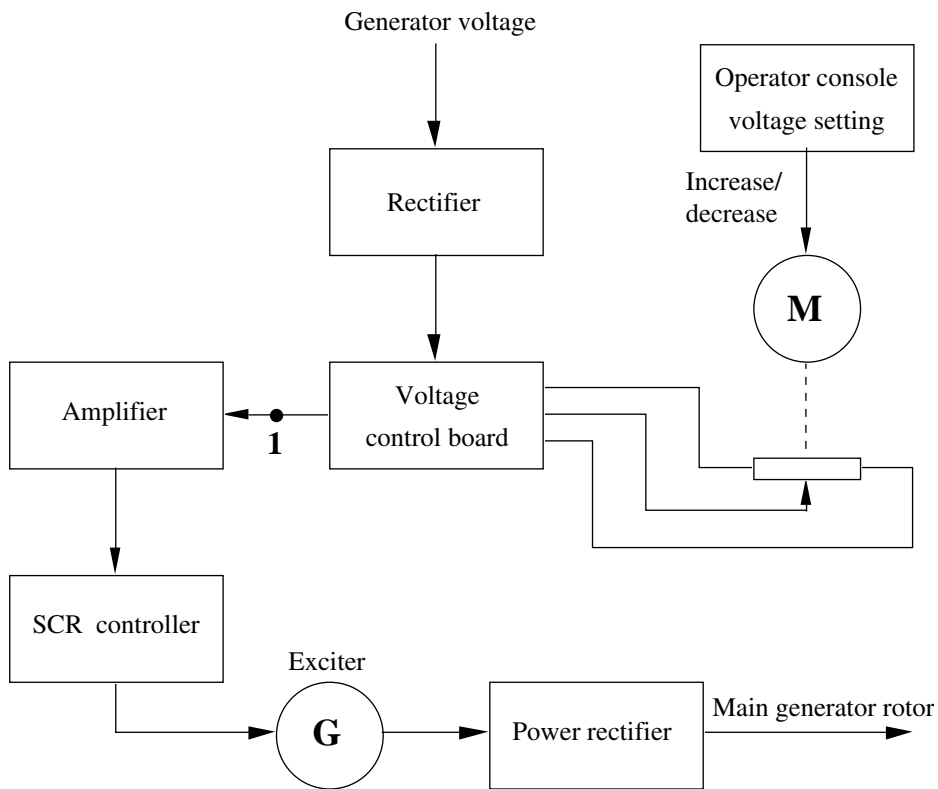 Generator voltage
Operator console
voltage setting
Rectifier
Increase/
decrease
M
Amplifier
1
Voltage
control board
SCR controller
Exciter
G
Power rectifier
Main generator rotor